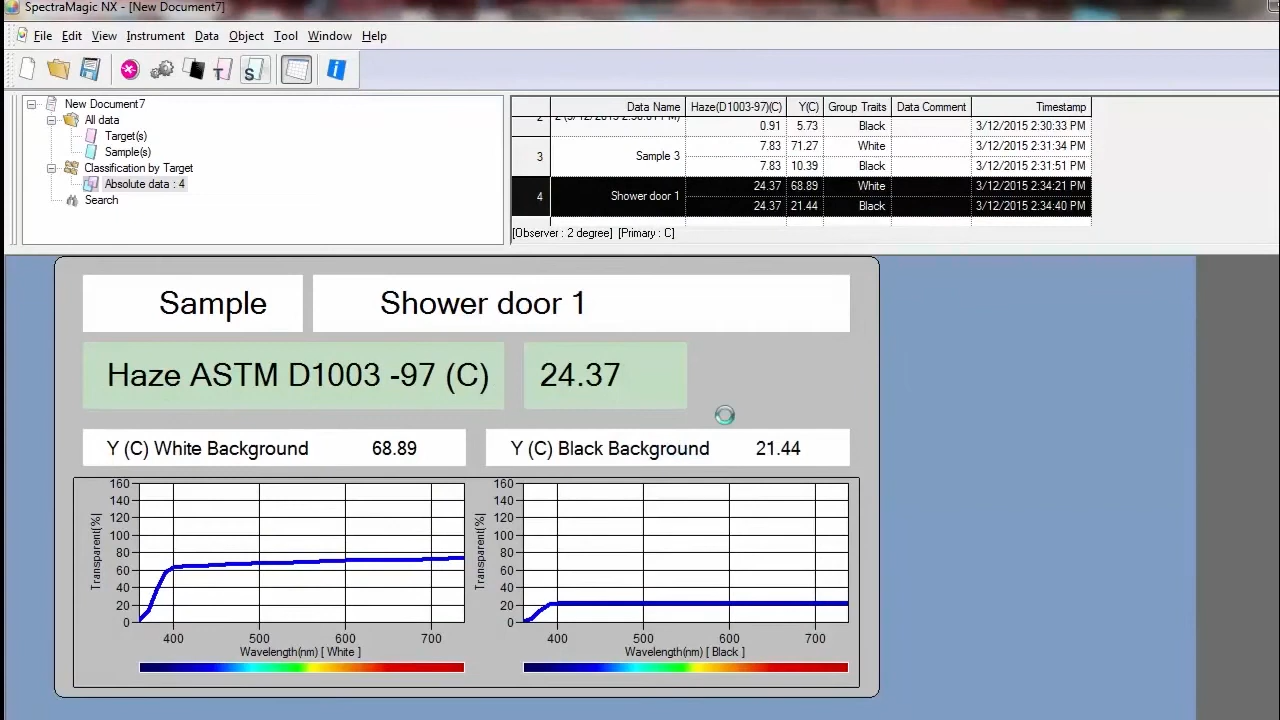 SpectraMagic NX - [New Document7]
File Edit View Instrument Data Object Tool Window Help
New Document7
All data
Target(s)
Sample(s)
Classification by Target
Absolute data : 4
Search
Data Name Haze(D1003-97)(C) Y(C) Group Traits Data Comment Timestamp
2 0.91 5.73 Black 3/12/2015 2:30:33 PM
7.83 71.27 White 3/12/2015 2:31:34 PM
3 Sample 3
7.83 10.39 Black 3/12/2015 2:31:51 PM
24.37 68.89 White 3/12/2015 2:34:21 PM
4 Shower door 1
24.37 21.44 Black 3/12/2015 2:34:40 PM
[Observer : 2 degree] [Primary : C]
Sample Shower door 1
Haze ASTM D1003 -97 (C) 24.37
Y (C) White Background 68.89 Y (C) Black Background 21.44
160 160
140 140
120 120
100 100
80 80
60 60
40 40
20 20
0 0
Transparent(%) Transparent(%)
400 500 600 700 400 500 600 700
Wavelength(nm) [ White ] Wavelength(nm) [ Black ]
T
S
i